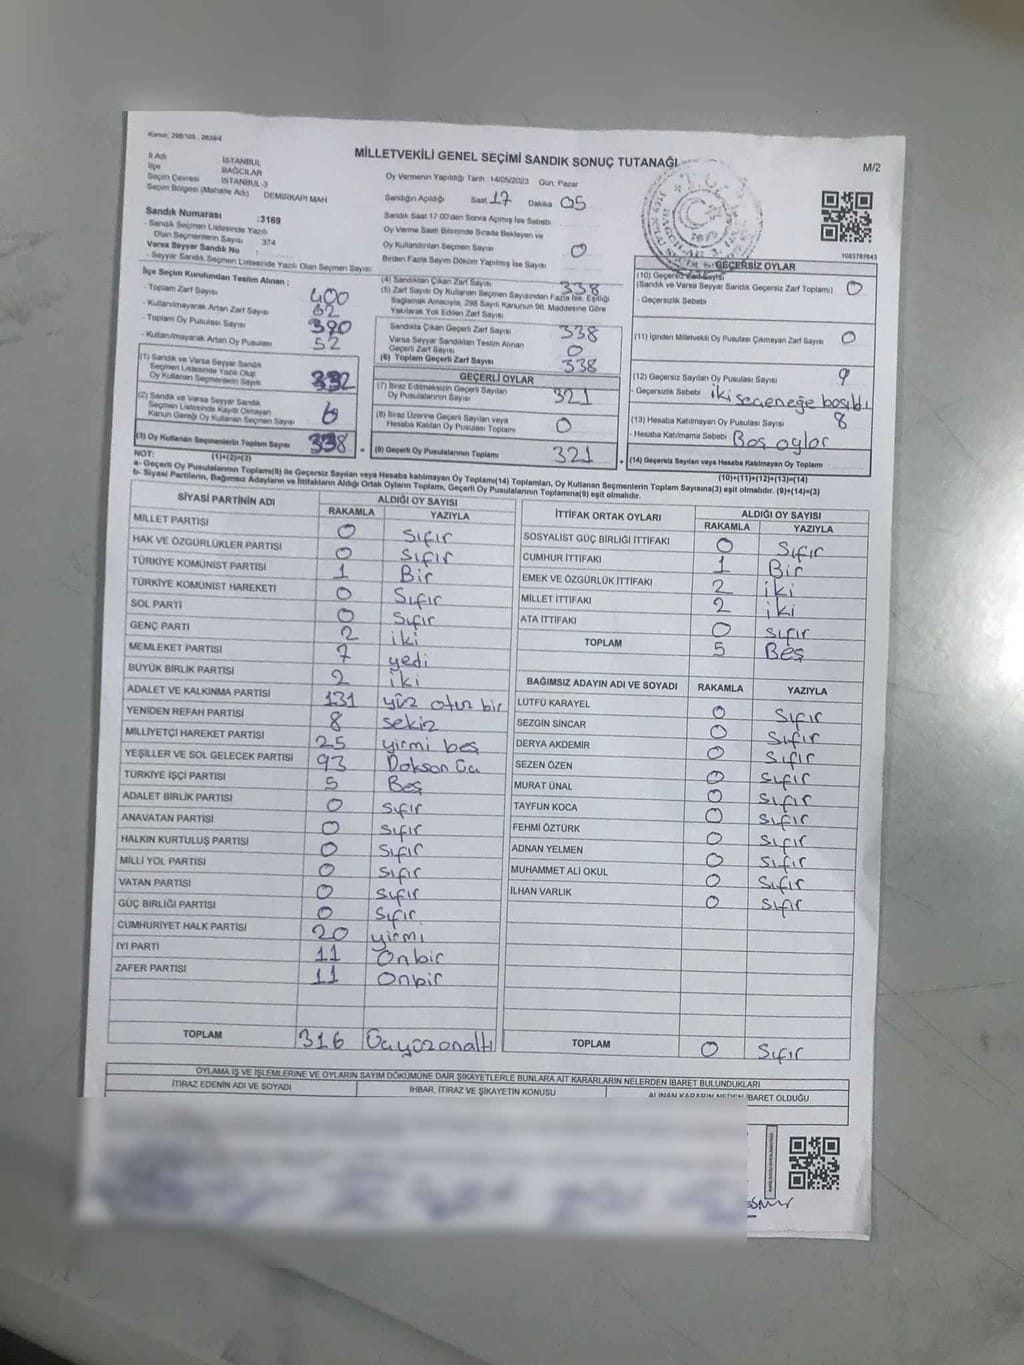 MİLLETVEKİLİ GENEL SEÇİMİ SANDIK SONUÇ TUTANAĞI
M/2
İl Adı İSTANBUL
İlçe BAĞCILAR
Seçim Çevresi İSTANBUL-3
Seçim Bölgesi (Mahalle Adı) DEMİRKAPI MAH
Oy Vermenin Yapıldığı Tarih 14/05/2023 Gün: Pazar
Sandığın Açıldığı Saat 17 Dakika 05
Sandık Saat 17 00'den Sonra Açılmış İse Sebebi
Oy Verme Saati Bitiminde Sırada Bekleyen ve
Oy Kullandırılan Seçmen Sayısı 0
Birden Fazla Sayım Döküm Yapılmış İse Sayısı
1083787643
Sandık Numarası :3169
- Sandık Seçmen Listesinde Yazılı
Olan Seçmenlerin Sayısı 374
Varsa Seyyar Sandık No :
- Seyyar Sandık Seçmen Listesinde Yazılı Olan Seçmen Sayısı
İlçe Seçim Kurulundan Teslim Alınan :
- Toplam Zarf Sayısı 400
- Kullanılmayarak Artan Zarf Sayısı 62
- Toplam Oy Pusulası Sayısı 390
- Kullanılmayarak Artan Oy Pusulası 52
(1) Sandık ve Varsa Seyyar Sandık
Seçmen Listesinde Yazılı Olup
Oy Kullanan Seçmenlerin Sayısı 332
(2) Sandık ve Varsa Seyyar Sandık
Seçmen Listesinde Kayıtlı Olmayan
Kanun Gereği Oy Kullanan Seçmen Sayısı 6
(3) Oy Kullanan Seçmenlerin Toplam Sayısı 338
(1)+(2)=(3)
(4) Sandıktan Çıkan Zarf Sayısı 338
(5) Zarf Sayısı Oy Kullanan Seçmen Sayısından Fazla İse, Eşitliği
Sağlamak Amacıyla, 298 Sayılı Kanunun 98. Maddesine Göre
Yakılarak Yok Edilen Zarf Sayısı
Sandıkta Çıkan Geçerli Zarf Sayısı 338
Varsa Seyyar Sandıktan Teslim Alınan
Geçerli Zarf Sayısı 0
(6) Toplam Geçerli Zarf Sayısı 338
GEÇERLİ OYLAR
(7) İtiraz Edilmeksizin Geçerli Sayılan
Oy Pusulalarının Sayısı 321
(8) İtiraz Üzerine Geçerli Sayılan veya
Hesaba Katılan Oy Pusulası Toplamı 0
(9) Geçerli Oy Pusulalarının Toplamı 321
GEÇERSİZ OYLAR
(10) Geçersiz Zarf Sayısı
(Sandık ve Varsa Seyyar Sandık Geçersiz Zarf Toplamı) 0
- Geçersizlik Sebebi
(11) İçinden Milletvekili Oy Pusulası Çıkmayan Zarf Sayısı 0
(12) Geçersiz Sayılan Oy Pusulası Sayısı 9
- Geçersizlik Sebebi iki seçeneğe basıldı
(13) Hesaba Katılmayan Oy Pusulası Sayısı 8
- Hesaba Katılmama Sebebi Boş oylar
(14) Geçersiz Sayılan veya Hesaba Katılmayan Oy Toplamı
(10)+(11)+(12)+(13)=(14)
NOT:
a- Geçerli Oy Pusulalarının Toplamı(9) ile Geçersiz Sayılan veya Hesaba katılmayan Oy Toplamı(14) Toplamları, Oy Kullanan Seçmenlerin Toplam Sayısına(3) eşit olmalıdır. (9)+(14)=(3)
b- Siyasi Partilerin, Bağımsız Adayların ve İttifakların Aldığı Ortak Oyların Toplamı, Geçerli Oy Pusulalarının Toplamına(9) eşit olmalıdır.
SİYASİ PARTİNİN ADI ALDIĞI OY SAYISI
RAKAMLA YAZIYLA
MİLLET PARTİSI 0 Sıfır
HAK VE ÖZGÜRLÜKLER PARTİSİ 0 Sıfır
TÜRKİYE KOMÜNİST PARTİSİ 1 Bir
TÜRKİYE KOMÜNİST HAREKETİ 0 Sıfır
SOL PARTİ 0 Sıfır
GENÇ PARTİ 2 iki
MEMLEKET PARTİSİ 7 yedi
BÜYÜK BİRLİK PARTİSİ 2 iki
ADALET VE KALKINMA PARTİSİ 131 yüz otuz bir
YENİDEN REFAH PARTİSİ 8 sekiz
MİLLİYETÇİ HAREKET PARTİSİ 25 yirmi beş
YEŞİLLER VE SOL GELECEK PARTİSİ 93 Doksan Üç
TÜRKİYE İŞÇİ PARTİSİ 5 Beş
ADALET BİRLİK PARTİSİ 0 Sıfır
ANAVATAN PARTİSİ 0 Sıfır
HALKIN KURTULUŞ PARTİSİ 0 Sıfır
MİLLİ YOL PARTİSİ 0 Sıfır
VATAN PARTİSİ 0 Sıfır
GÜÇ BİRLİĞİ PARTİSİ 0 Sıfır
CUMHURİYET HALK PARTİSİ 20 yirmi
İYİ PARTİ 11 Onbir
ZAFER PARTİSİ 11 Onbir
TOPLAM 316 Üçyüzonaltı
İTTİFAK ORTAK OYLARI ALDIĞI OY SAYISI
RAKAMLA YAZIYLA
SOSYALİST GÜÇ BİRLİĞİ İTTİFAKI 0 Sıfır
CUMHUR İTTİFAKI 1 Bir
EMEK VE ÖZGÜRLÜK İTTİFAKI 2 iki
MİLLET İTTİFAKI 2 iki
ATA İTTİFAKI 0 sıfır
TOPLAM 5 Beş
BAĞIMSIZ ADAYIN ADI VE SOYADI RAKAMLA YAZIYLA
LÜTFÜ KARAYEL 0 Sıfır
SEZGİN SİNCAR 0 Sıfır
DERYA AKDEMİR 0 Sıfır
SEZEN ÖZEN 0 Sıfır
MURAT ÜNAL 0 Sıfır
TAYFUN KOCA 0 Sıfır
FEHMİ ÖZTÜRK 0 Sıfır
ADNAN YELMEN 0 Sıfır
MUHAMMET ALİ OKUL 0 Sıfır
İLHAN VARLIK 0 Sıfır
TOPLAM 0 Sıfır
OYLAMA İŞ VE İŞLEMLERİNE VE OYLARIN SAYIM DÖKÜMÜNE DAİR ŞİKAYETLERLE BUNLARA AİT KARARLARIN NELERDEN İBARET BULUNDUKLARI
İTİRAZ EDENİN ADI VE SOYADI İHBAR, İTİRAZ VE ŞİKAYETİN KONUSU ALINAN KARARIN NEDEN İBARET OLDUĞU